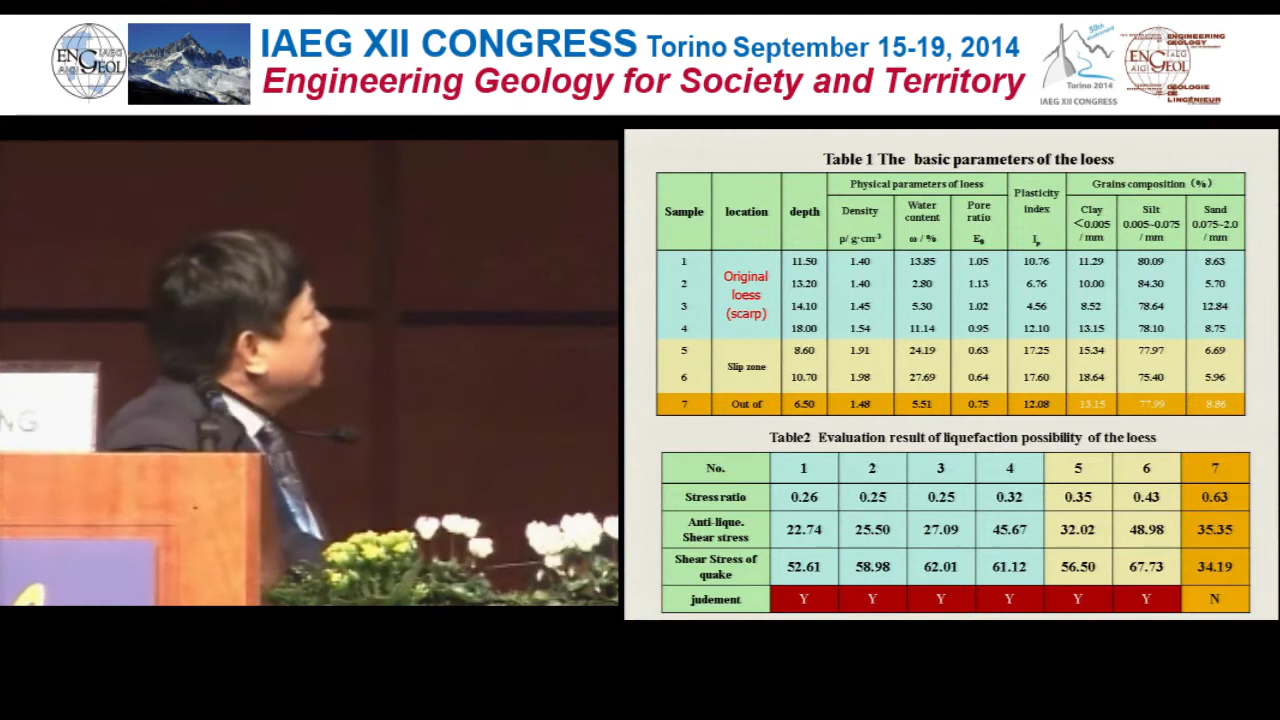 IAEG XII CONGRESS Torino September 15-19, 2014
Engineering Geology for Society and Territory
ENGEOL
IAEG
AIGI
50th
Torino 2014
IAEG XII CONGRESS
ENGINEERING
GEOLOGY
ENGEOL
IAEG
AIGI
GÉOLOGIE
DE
L'INGÉNIEUR
NG
Table 1 The basic parameters of the loess
Sample location depth Physical parameters of loess Plasticity index Ip Grains composition (%)
Density ρ/ g·cm-3 Water content ω / % Pore ratio E0 Clay <0.005 / mm Silt 0.005~0.075 / mm Sand 0.075~2.0 / mm
Original loess (scarp)
1 11.50 1.40 13.85 1.05 10.76 11.29 80.09 8.63
2 13.20 1.40 2.80 1.13 6.76 10.00 84.30 5.70
3 14.10 1.45 5.30 1.02 4.56 8.52 78.64 12.84
4 18.00 1.54 11.14 0.95 12.10 13.15 78.10 8.75
Slip zone
5 8.60 1.91 24.19 0.63 17.25 15.34 77.97 6.69
6 10.70 1.98 27.69 0.64 17.60 18.64 75.40 5.96
7 Out of 6.50 1.48 5.51 0.75 12.08 13.15 77.99 8.86
Table2 Evaluation result of liquefaction possibility of the loess
No. 1 2 3 4 5 6 7
Stress ratio 0.26 0.25 0.25 0.32 0.35 0.43 0.63
Anti-lique. Shear stress 22.74 25.50 27.09 45.67 32.02 48.98 35.35
Shear Stress of quake 52.61 58.98 62.01 61.12 56.50 67.73 34.19
judement Y Y Y Y Y Y N